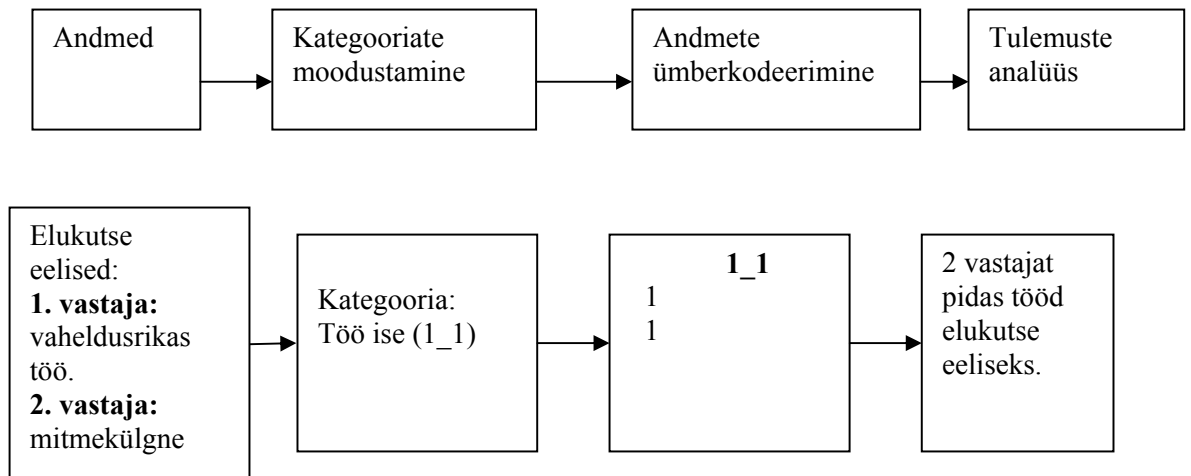 Andmed
Kategooriate
moodustamine
Andmete
ümberkodeerimine
Tulemuste
analüüs
Elukutse
eelised:
1. vastaja:
vaheldusrikas
töö.
2. vastaja:
mitmekülgne
Kategooria:
Töö ise (1_1)
1_1
1
1
2 vastajat
pidas tööd
elukutse
eeliseks.